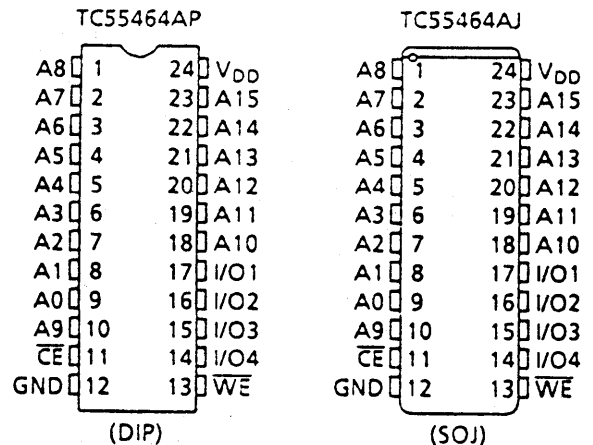 TC55464AP TC55464AJ
A8 1 24 VDD A8 1 24 VDD
A7 2 23 A15 A7 2 23 A15
A6 3 22 A14 A6 3 22 A14
A5 4 21 A13 A5 4 21 A13
A4 5 20 A12 A4 5 20 A12
A3 6 19 A11 A3 6 19 A11
A2 7 18 A10 A2 7 18 A10
A1 8 17 I/O1 A1 8 17 I/O1
A0 9 16 I/O2 A0 9 16 I/O2
A9 10 15 I/O3 A9 10 15 I/O3
C̅E̅ 11 14 I/O4 C̅E̅ 11 14 I/O4
GND 12 13 W̅E̅ GND 12 13 W̅E̅
(DIP) (SOJ)